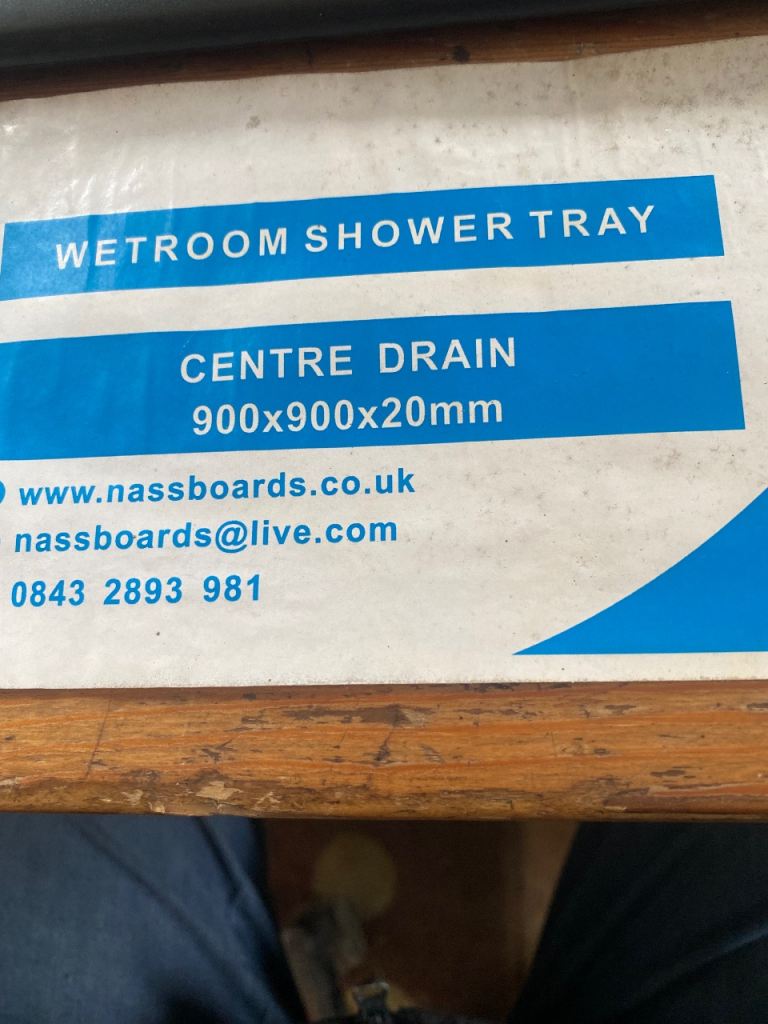 WETROOM SHOWER TRAY
CENTRE DRAIN
900x900x20mm
www.nassboards.co.uk
nassboards@live.com
0843 2893 981